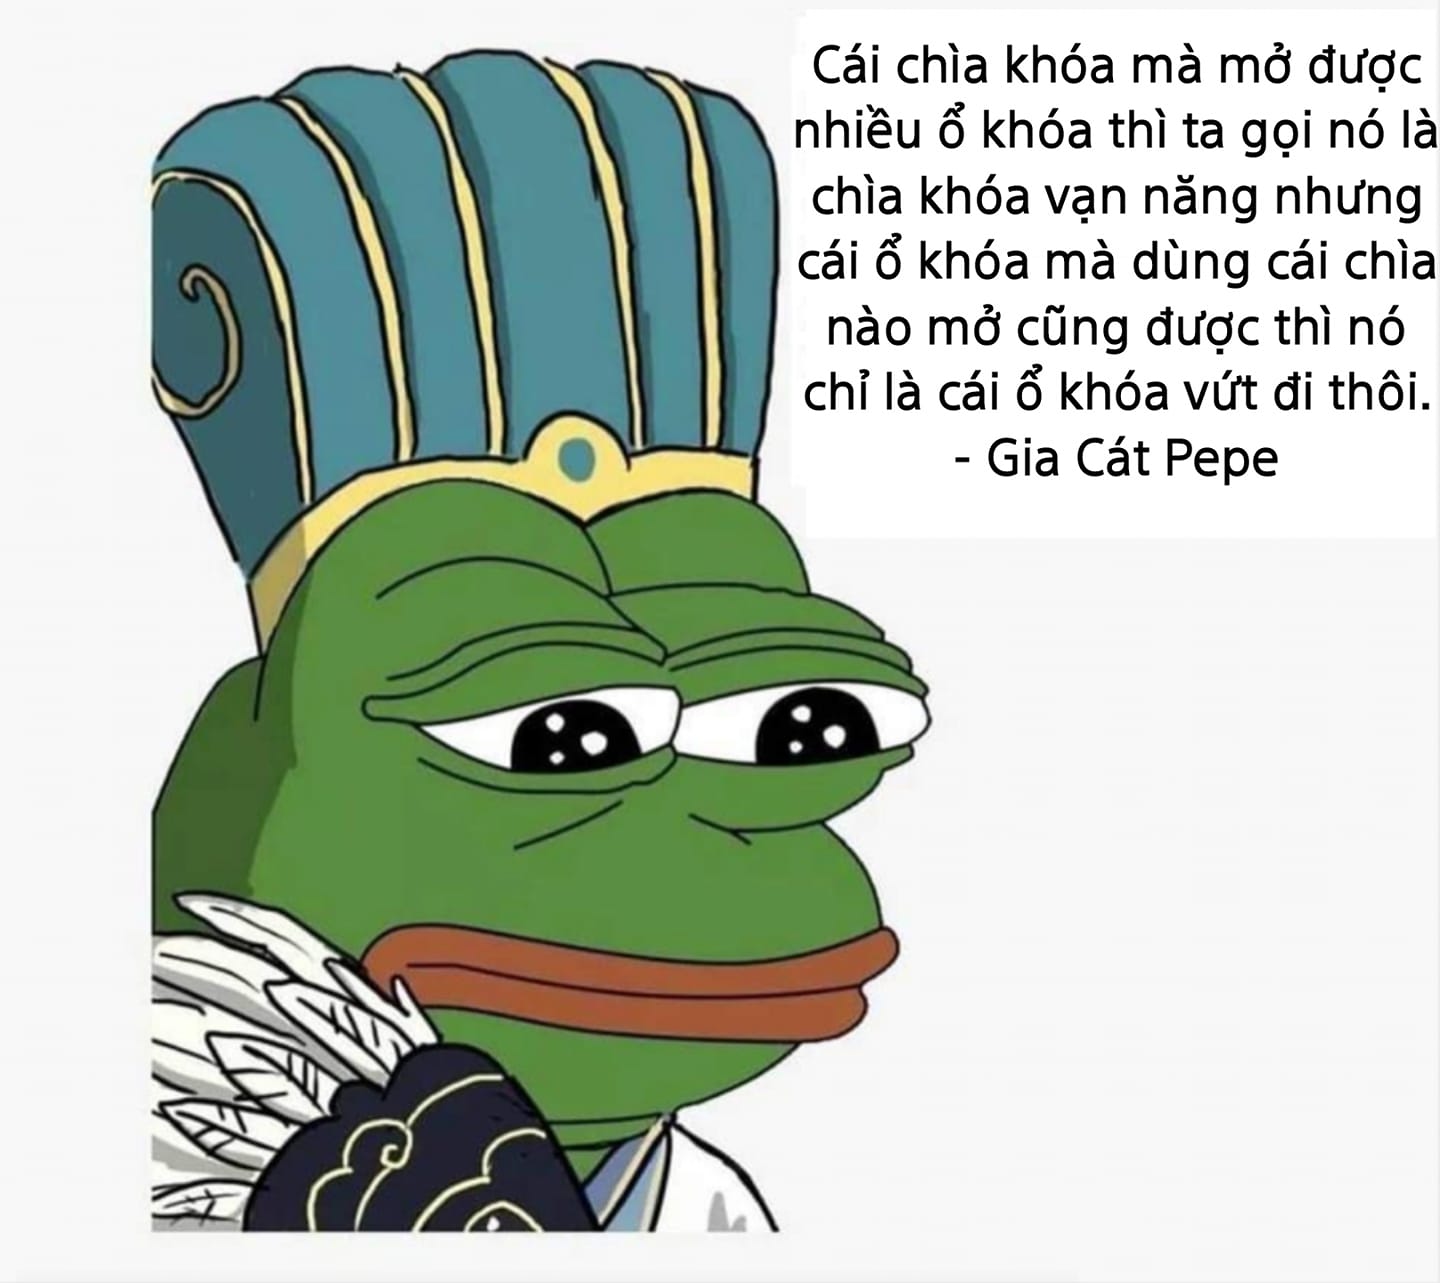 Cái chìa khóa mà mở được
nhiều ổ khóa thì ta gọi nó là
chìa khóa vạn năng nhưng
cái ổ khóa mà dùng cái chìa
nào mở cũng được thì nó
chỉ là cái ổ khóa vứt đi thôi.
- Gia Cát Pepe